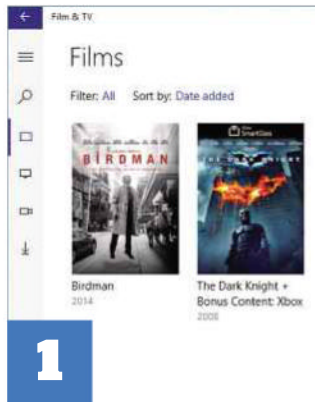 Film & TV
Films
Filter: All Sort by: Date added
BIRDMAN
SmartGlass
THE DARK KNIGHT
Birdman
2014
The Dark Knight +
Bonus Content: Xbox
2008
1